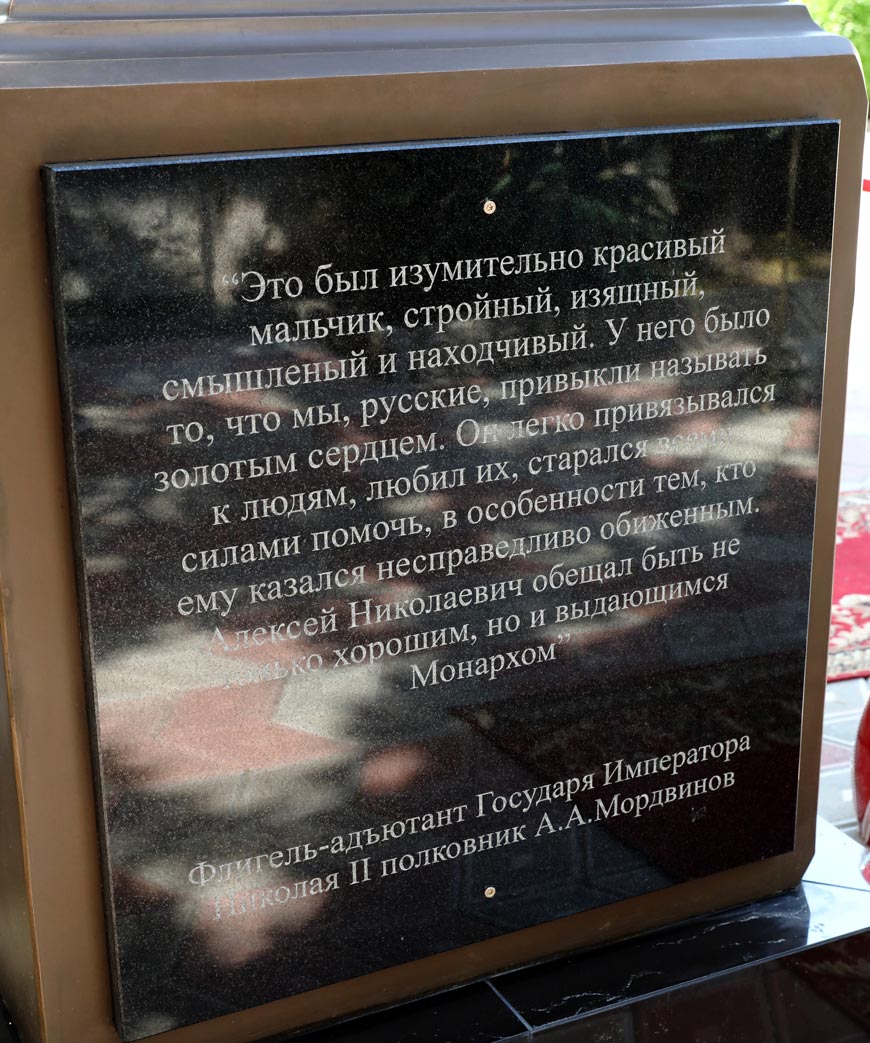 “Это был изумительно красивый
мальчик, стройный, изящный,
смышленый и находчивый. У него было
то, что мы, русские, привыкли называть
золотым сердцем. Он легко привязывался
к людям, любил их, старался всеми
силами помочь, в особенности тем, кто
ему казался несправедливо обиженным.
Алексей Николаевич обещал быть не
только хорошим, но и выдающимся
Монархом”
Флигель-адъютант Государя Императора
Николая II полковник А.А.Мордвинов